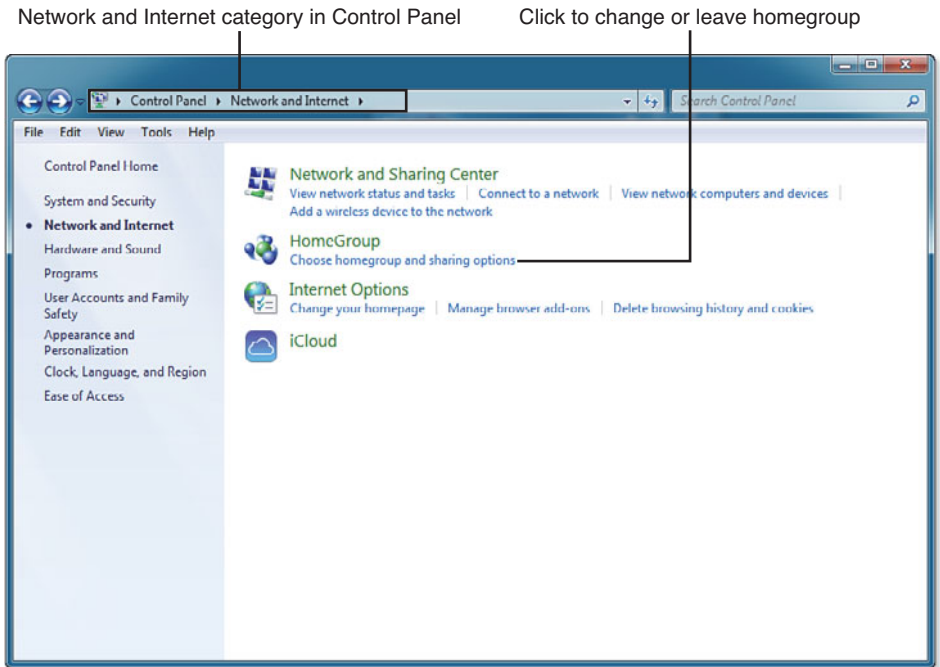 Network and Internet category in Control Panel
Click to change or leave homegroup
Control Panel Network and Internet
Search Control Panel
File Edit View Tools Help
Control Panel Home
System and Security
Network and Internet
Hardware and Sound
Programs
User Accounts and Family
Safety
Appearance and
Personalization
Clock, Language, and Region
Ease of Access
Network and Sharing Center
View network status and tasks Connect to a network View network computers and devices
Add a wireless device to the network
HomeGroup
Choose homegroup and sharing options
Internet Options
Change your homepage Manage browser add-ons Delete browsing history and cookies
iCloud